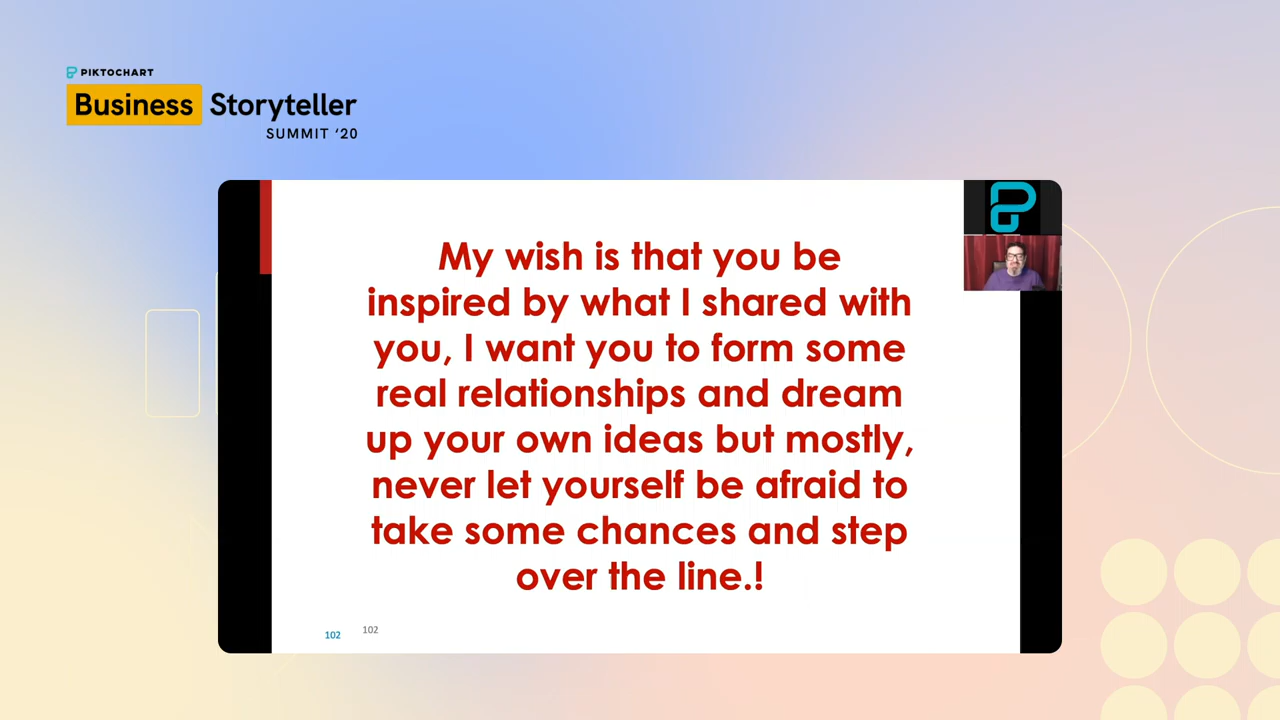 PIKTOCHART
Business Storyteller
SUMMIT ‘20
My wish is that you be
inspired by what I shared with
you, I want you to form some
real relationships and dream
up your own ideas but mostly,
never let yourself be afraid to
take some chances and step
over the line.!
102
102